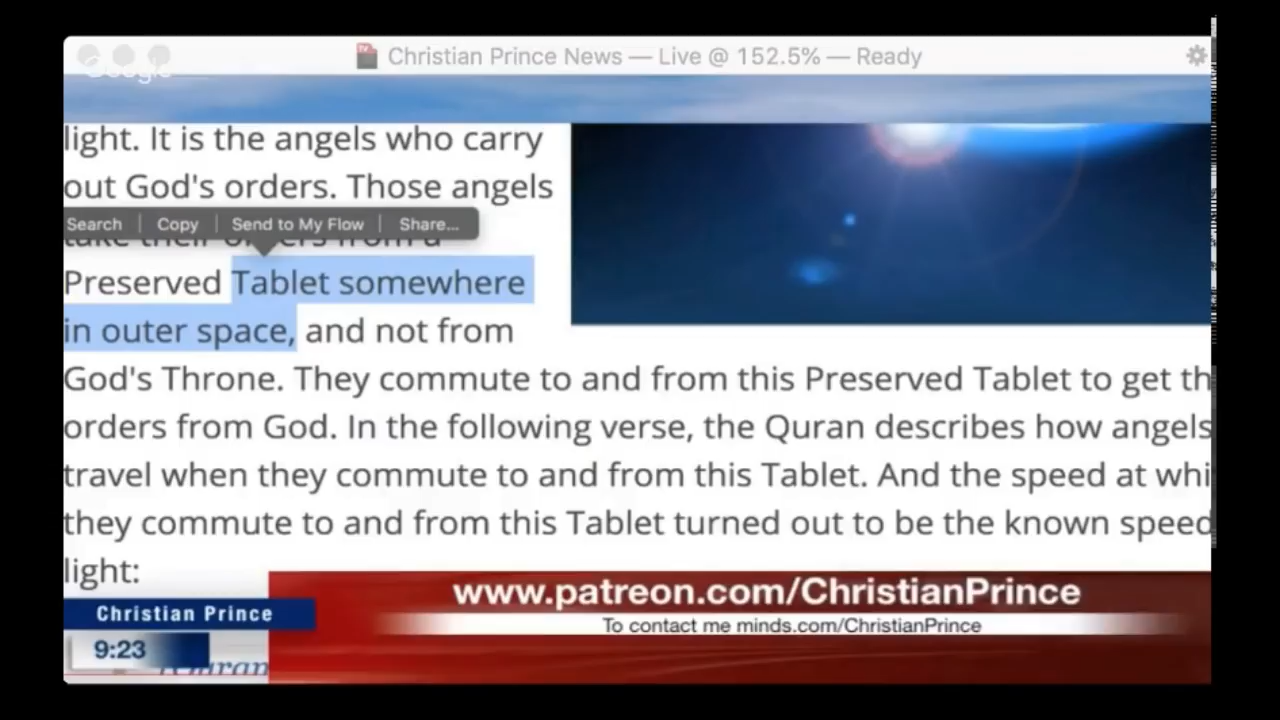 Christian Prince News — Live @ 152.5% — Ready
Google
light. It is the angels who carry
out God's orders. Those angels
Search Copy Send to My Flow Share...
take their orders from a
Preserved Tablet somewhere
in outer space, and not from
God's Throne. They commute to and from this Preserved Tablet to get th
orders from God. In the following verse, the Quran describes how angels
travel when they commute to and from this Tablet. And the speed at whi
they commute to and from this Tablet turned out to be the known speed
light:
www.patreon.com/ChristianPrince
Christian Prince
To contact me minds.com/ChristianPrince
9:23